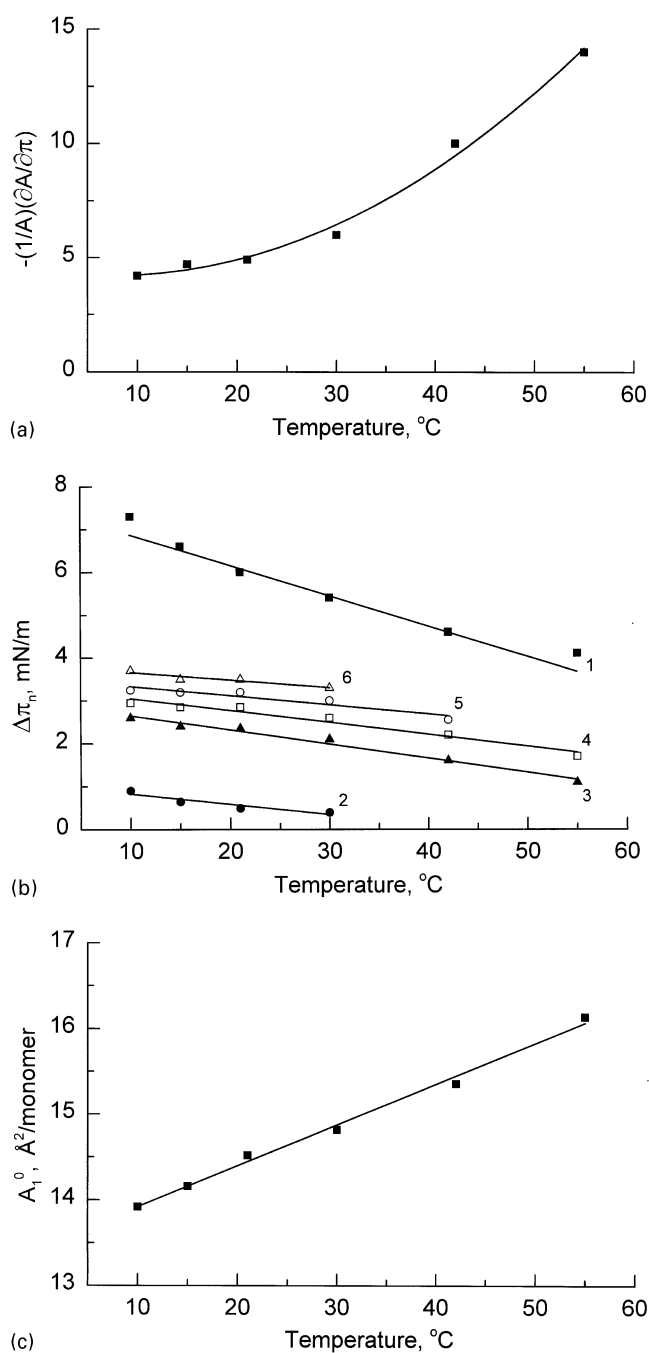 15
10
5
0
-(1/A)(∂A/∂π)
10 20 30 40 50 60
Temperature, °C
(a)
8
6
4
2
0
Δπₙ, mN/m
1
6
5
4
3
2
10 20 30 40 50 60
Temperature, °C
(b)
17
16
15
14
13
A₁⁰, Å²/monomer
10 20 30 40 50 60
Temperature, °C
(c)